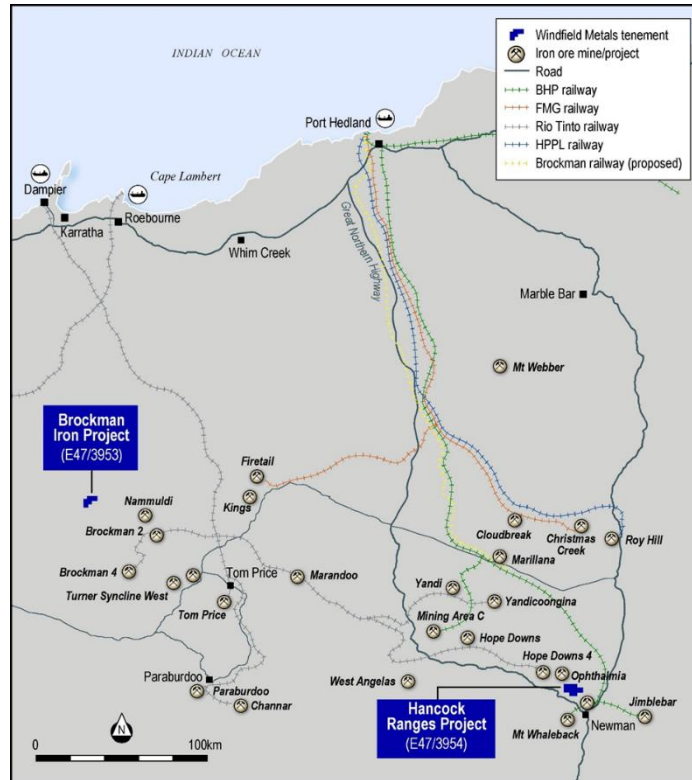 INDIAN OCEAN
Windfield Metals tenement
Iron ore mine/project
Road
BHP railway
FMG railway
Rio Tinto railway
HPPL railway
Brockman railway (proposed)
Port Hedland
Cape Lambert
Dampier
Karratha
Roebourne
Whim Creek
Great Northern Highway
Marble Bar
Mt Webber
Brockman
Iron Project
(E47/3953)
Firetail
Kings
Nammuldi
Brockman 2
Cloudbreak
Christmas
Creek
Roy Hill
Marillana
Brockman 4
Turner Syncline West
Tom Price
Tom Price
Marandoo
Yandi
Yandicoogina
Mining Area C
Hope Downs
Hope Downs 4
Ophthalmia
West Angelas
Paraburdoo
Paraburdoo
Channar
Hancock
Ranges Project
(E47/3954)
Jimblebar
Newman
Mt Whaleback
N
0
100km